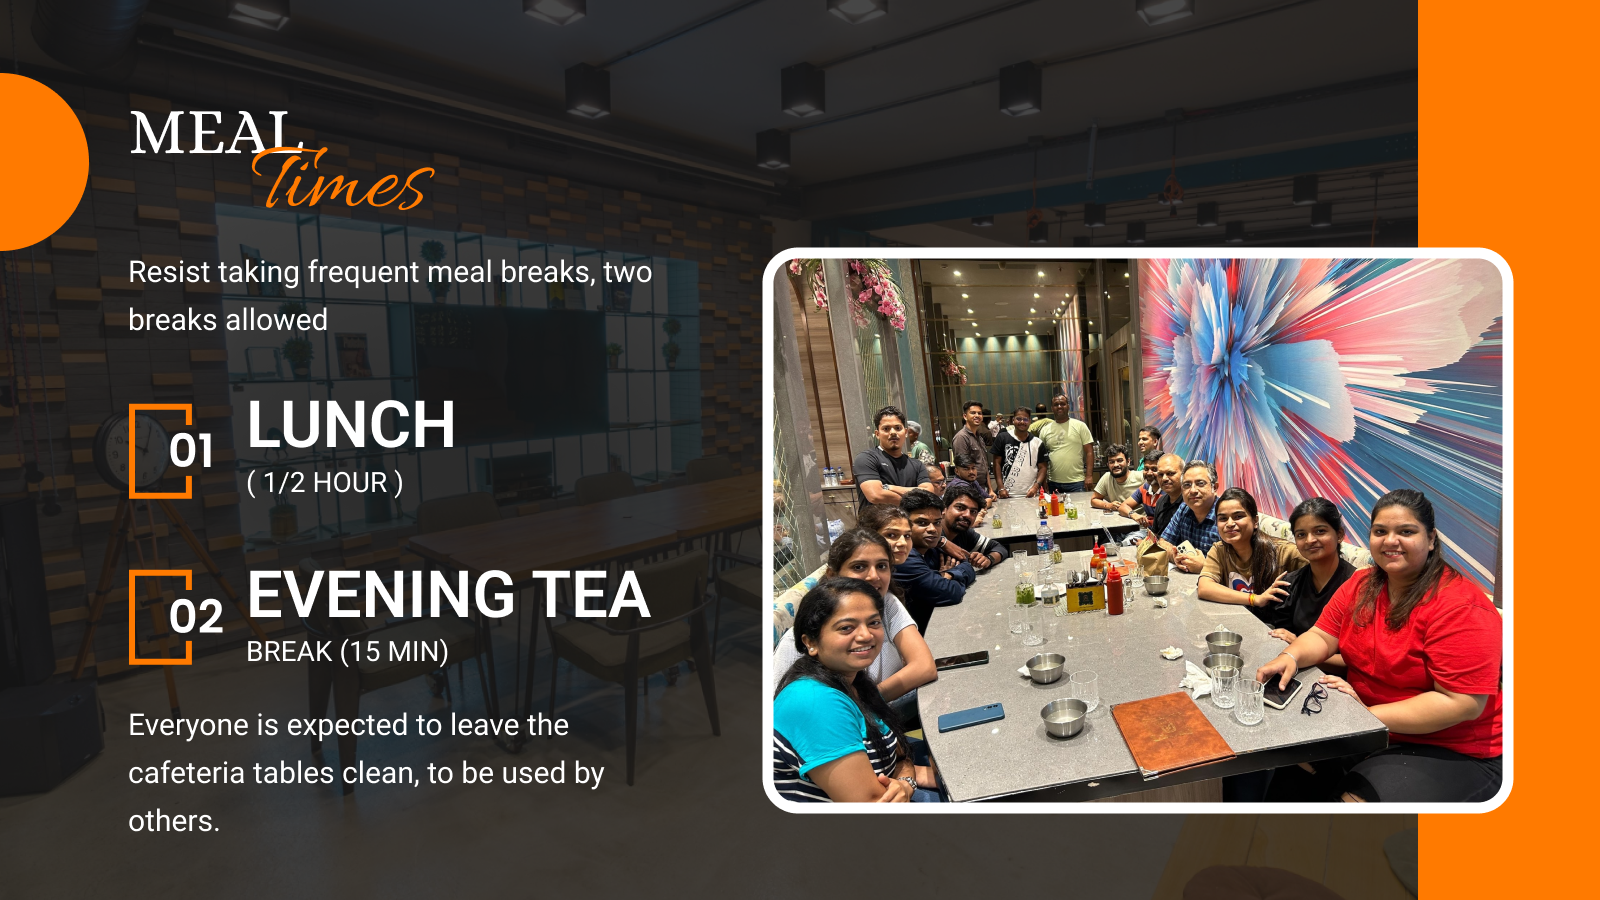 MEAL
Times
Resist taking frequent meal breaks, two
breaks allowed
01
LUNCH
( 1/2 HOUR )
02
EVENING TEA
BREAK (15 MIN)
Everyone is expected to leave the
cafeteria tables clean, to be used by
others.